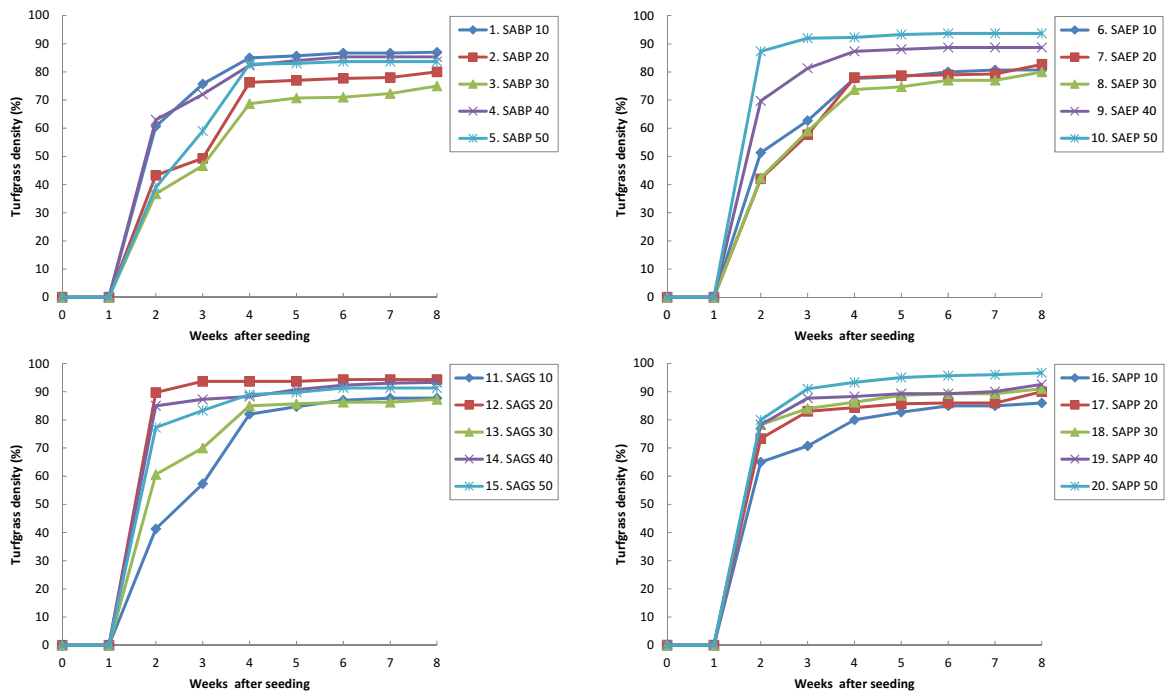 Turfgrass density (%)
100
90
80
70
60
50
40
30
20
10
0
0 1 2 3 4 5 6 7 8
Weeks after seeding
1. SABP 10
2. SABP 20
3. SABP 30
4. SABP 40
5. SABP 50
Turfgrass density (%)
100
90
80
70
60
50
40
30
20
10
0
0 1 2 3 4 5 6 7 8
Weeks after seeding
6. SAEP 10
7. SAEP 20
8. SAEP 30
9. SAEP 40
10. SAEP 50
Turfgrass density (%)
100
90
80
70
60
50
40
30
20
10
0
0 1 2 3 4 5 6 7 8
Weeks after seeding
11. SAGS 10
12. SAGS 20
13. SAGS 30
14. SAGS 40
15. SAGS 50
Turfgrass density (%)
100
90
80
70
60
50
40
30
20
10
0
0 1 2 3 4 5 6 7 8
Weeks after seeding
16. SAPP 10
17. SAPP 20
18. SAPP 30
19. SAPP 40
20. SAPP 50